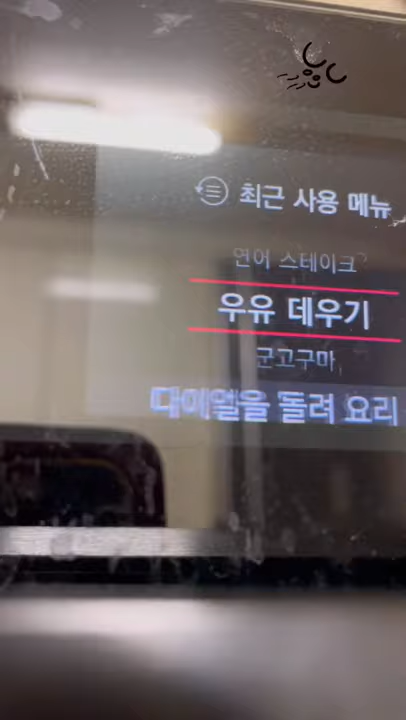 최근 사용 메뉴
연어 스테이크
우유 데우기
군고구마
다이얼을 돌려 요리